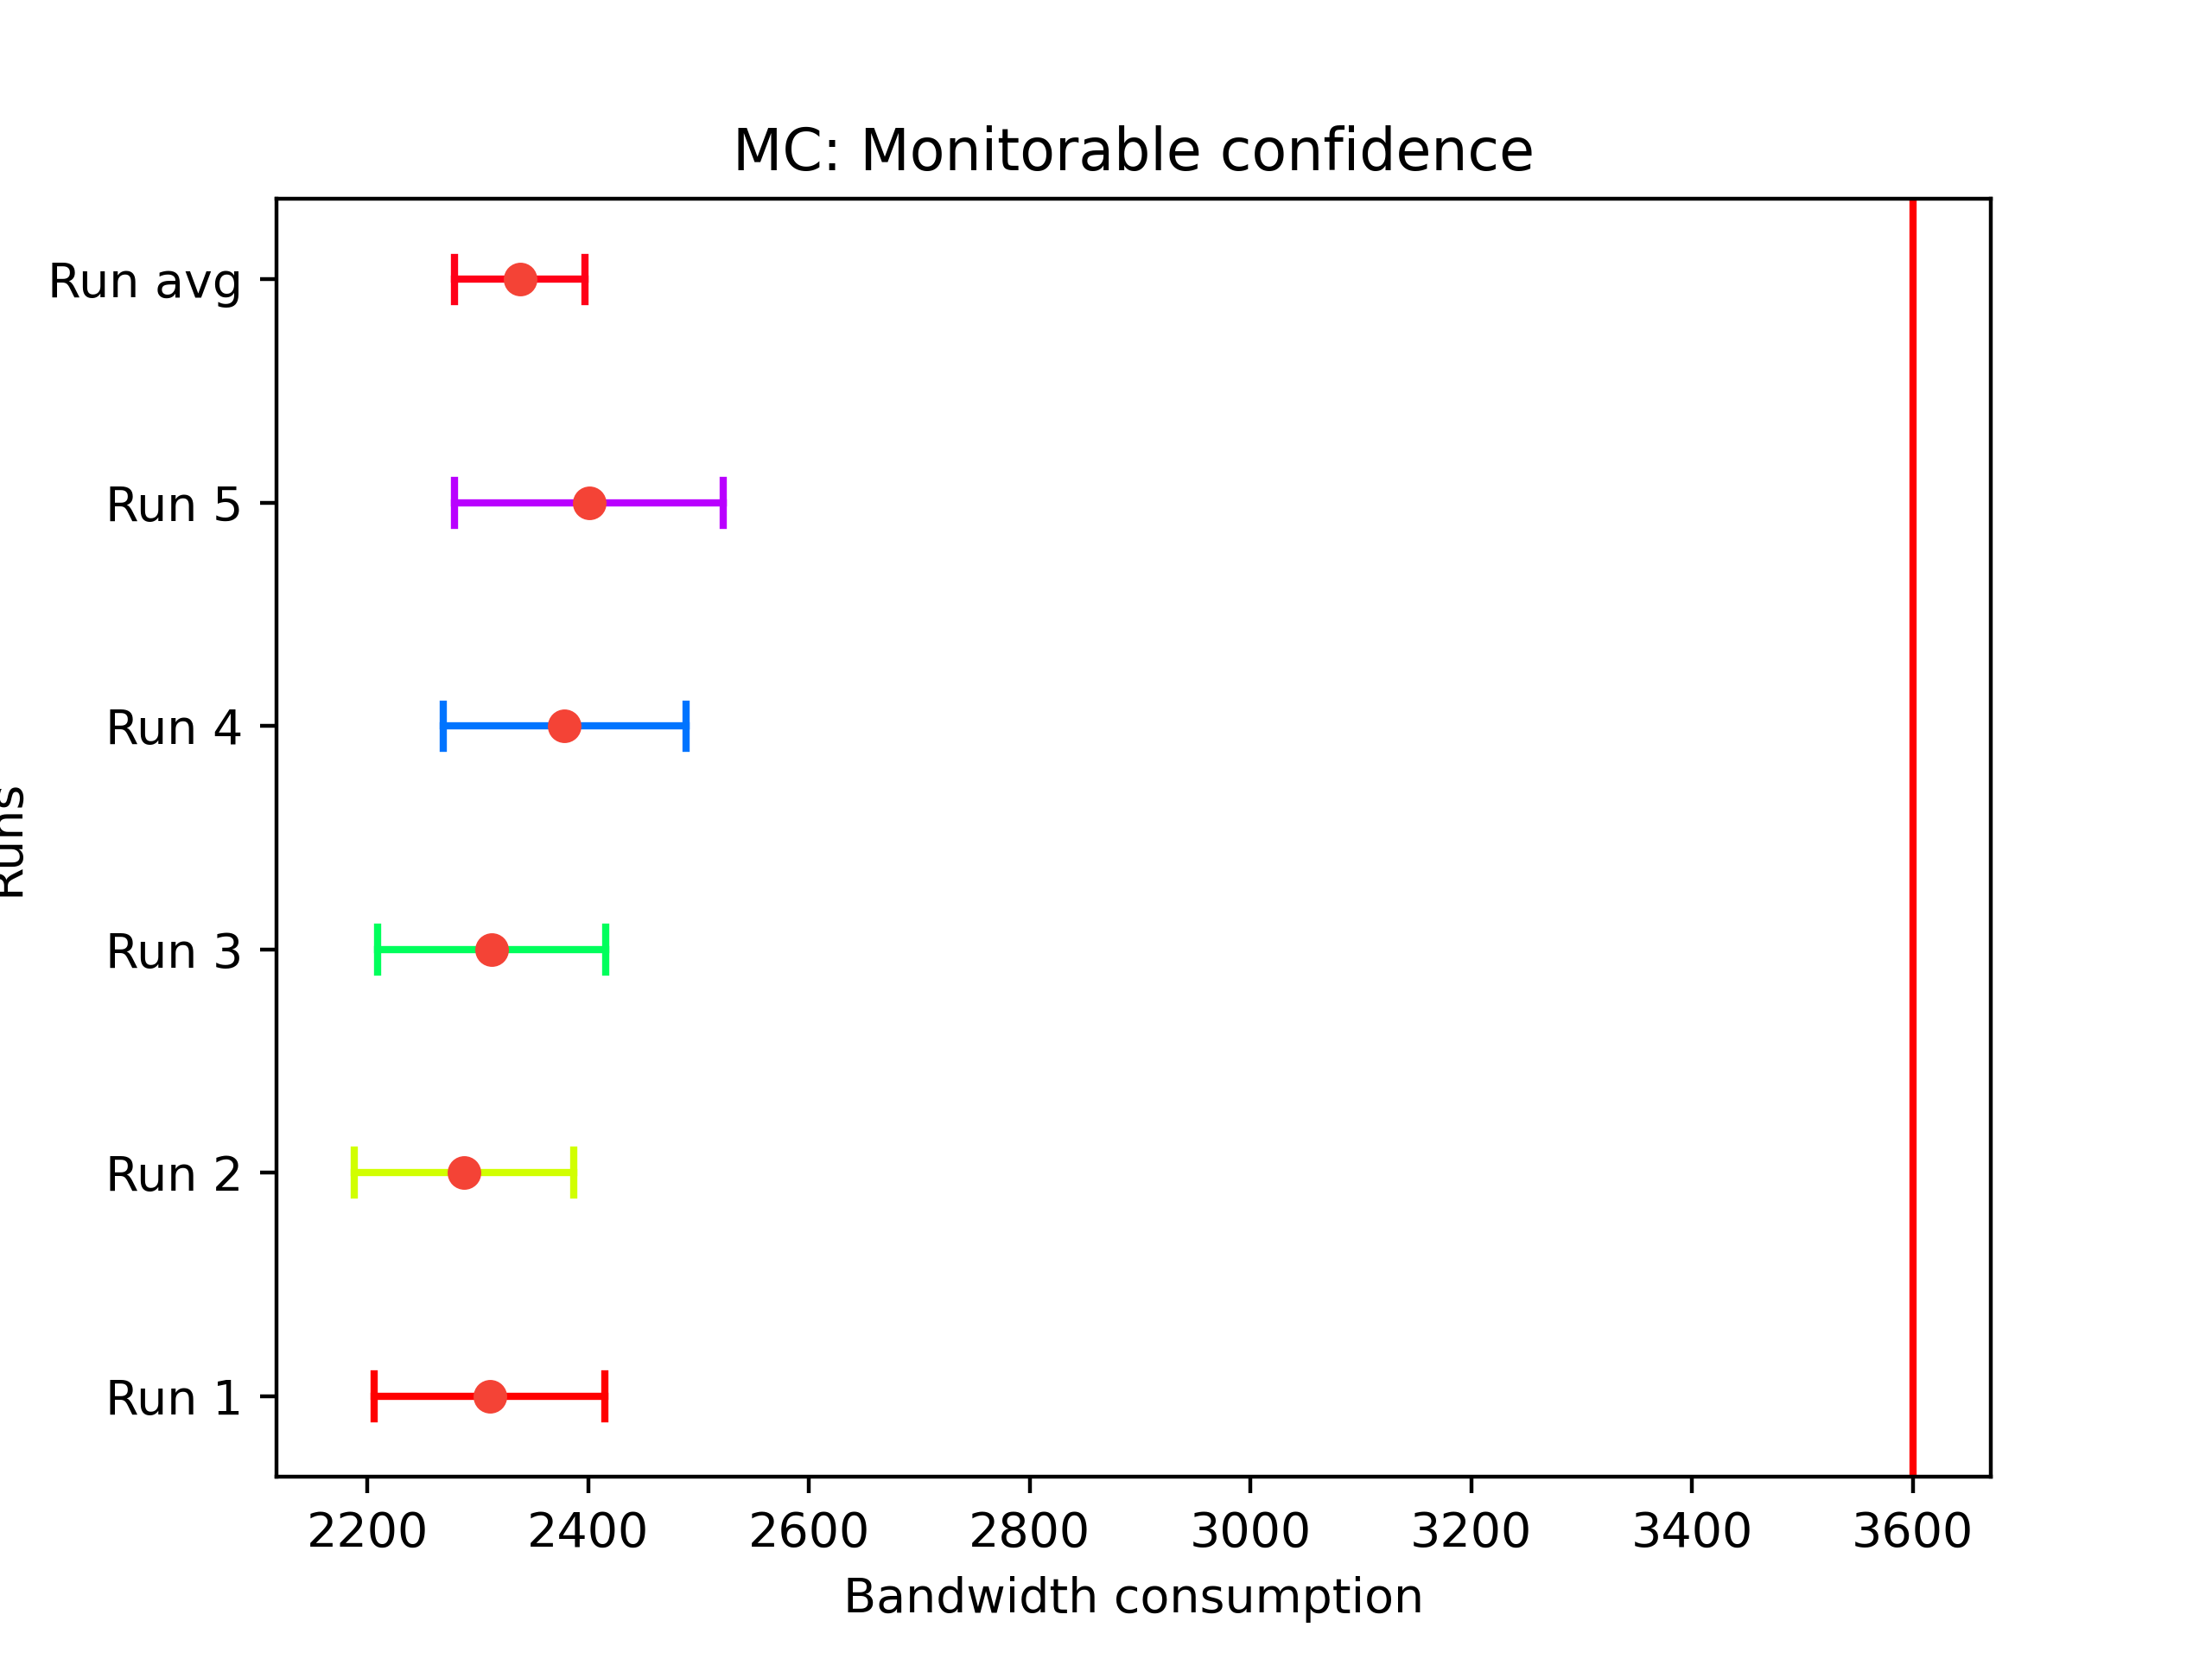 MC: Monitorable confidence
Run avg
Run 5
Run 4
Runs
Run 3
Run 2
Run 1
2200 2400 2600 2800 3000 3200 3400 3600
Bandwidth consumption